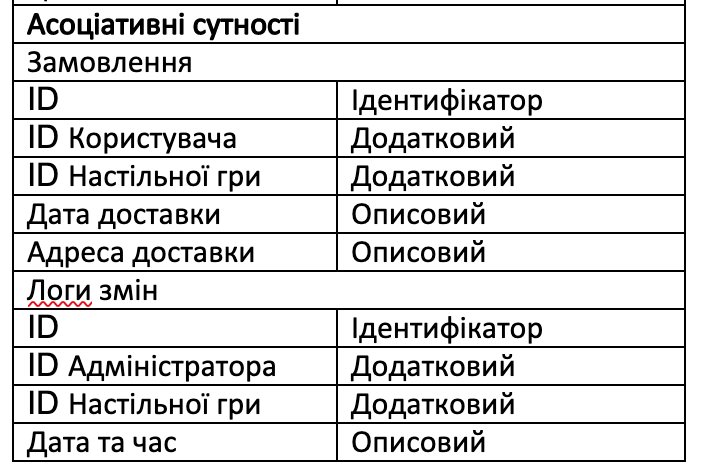 Асоціативні сутності
Замовлення
ID Ідентифікатор
ID Користувача Додатковий
ID Настільної гри Додатковий
Дата доставки Описовий
Адреса доставки Описовий
Логи змін
ID Ідентифікатор
ID Адміністратора Додатковий
ID Настільної гри Додатковий
Дата та час Описовий